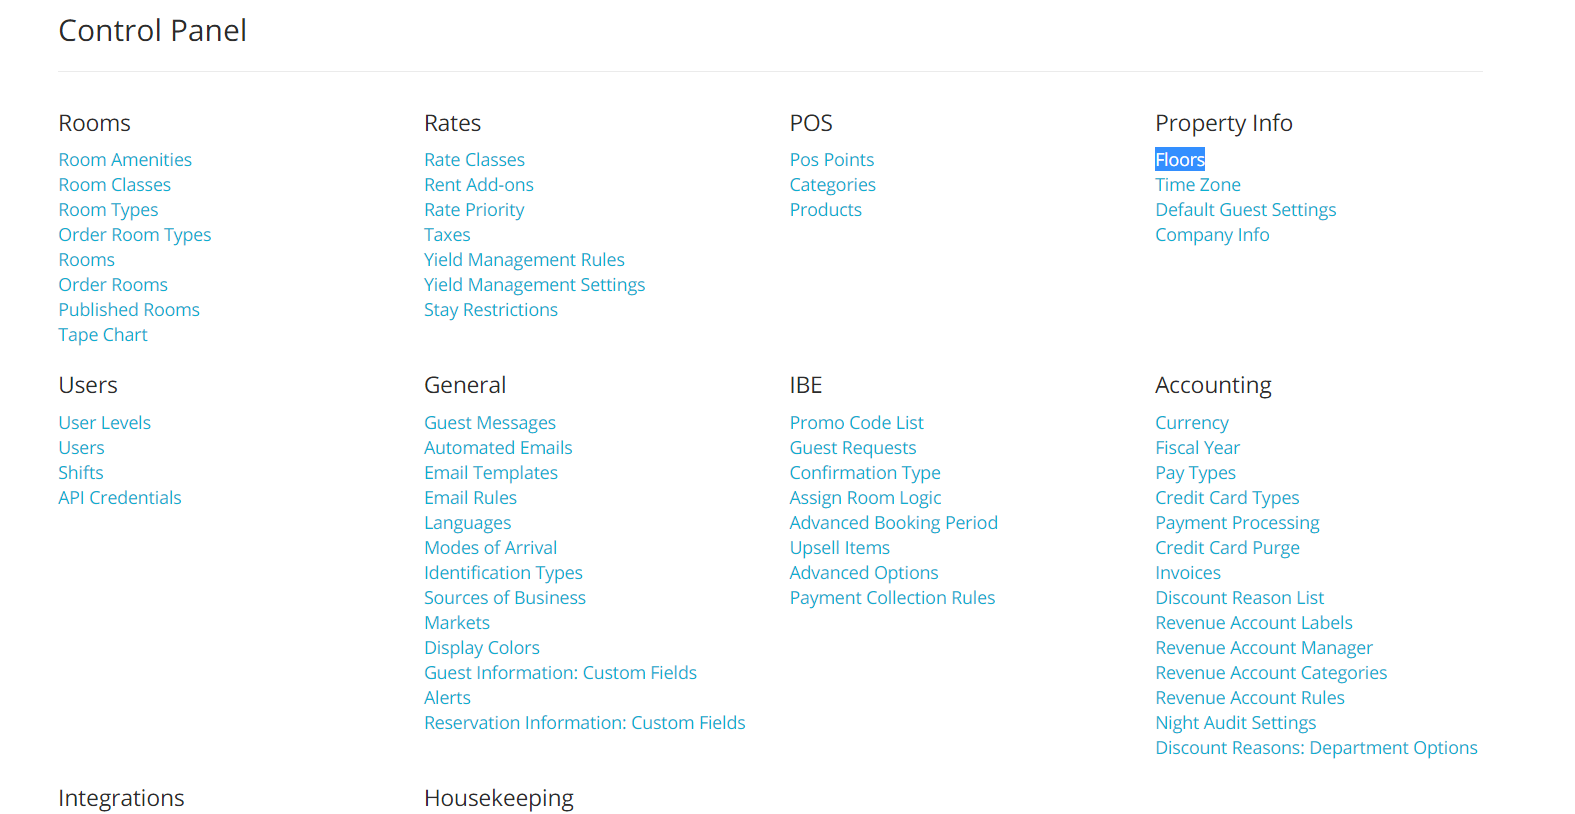 Control Panel
Rooms
Room Amenities
Room Classes
Room Types
Order Room Types
Rooms
Order Rooms
Published Rooms
Tape Chart
Rates
Rate Classes
Rent Add-ons
Rate Priority
Taxes
Yield Management Rules
Yield Management Settings
Stay Restrictions
POS
Pos Points
Categories
Products
Property Info
Floors
Time Zone
Default Guest Settings
Company Info
Users
User Levels
Users
Shifts
API Credentials
General
Guest Messages
Automated Emails
Email Templates
Email Rules
Languages
Modes of Arrival
Identification Types
Sources of Business
Markets
Display Colors
Guest Information: Custom Fields
Alerts
Reservation Information: Custom Fields
IBE
Promo Code List
Guest Requests
Confirmation Type
Assign Room Logic
Advanced Booking Period
Upsell Items
Advanced Options
Payment Collection Rules
Accounting
Currency
Fiscal Year
Pay Types
Credit Card Types
Payment Processing
Credit Card Purge
Invoices
Discount Reason List
Revenue Account Labels
Revenue Account Manager
Revenue Account Categories
Revenue Account Rules
Night Audit Settings
Discount Reasons: Department Options
Integrations
Housekeeping